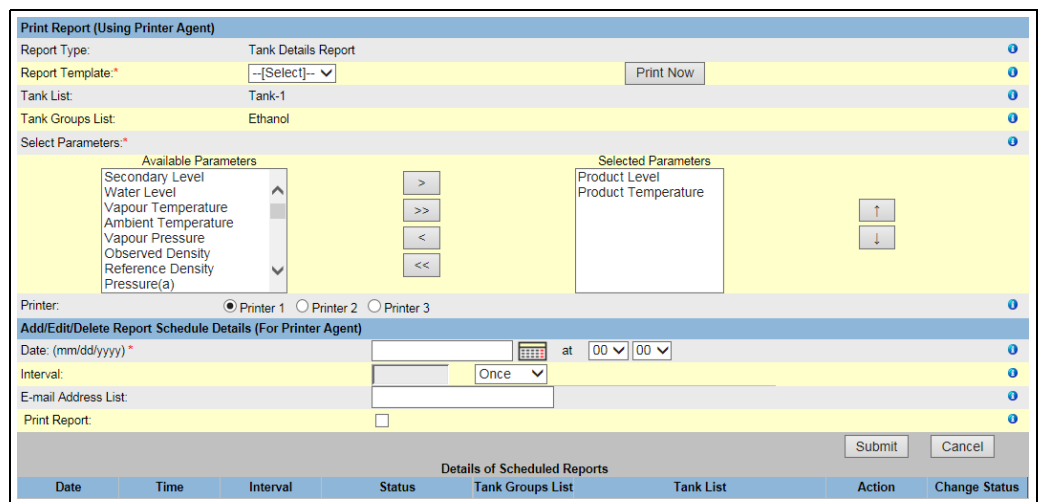 Print Report (Using Printer Agent)
Report Type: Tank Details Report
Report Template:* --[Select]-- Print Now
Tank List: Tank-1
Tank Groups List: Ethanol
Select Parameters:*
Available Parameters Selected Parameters
Secondary Level > Product Level
Water Level Product Temperature
Vapour Temperature >> ↑
Ambient Temperature
Vapour Pressure < ↓
Observed Density
Reference Density <<
Pressure(a)
Printer: Printer 1 Printer 2 Printer 3
Add/Edit/Delete Report Schedule Details (For Printer Agent)
Date: (mm/dd/yyyy) * at 00 00
Interval: Once
E-mail Address List:
Print Report:
Submit Cancel
Details of Scheduled Reports
Date Time Interval Status Tank Groups List Tank List Action Change Status